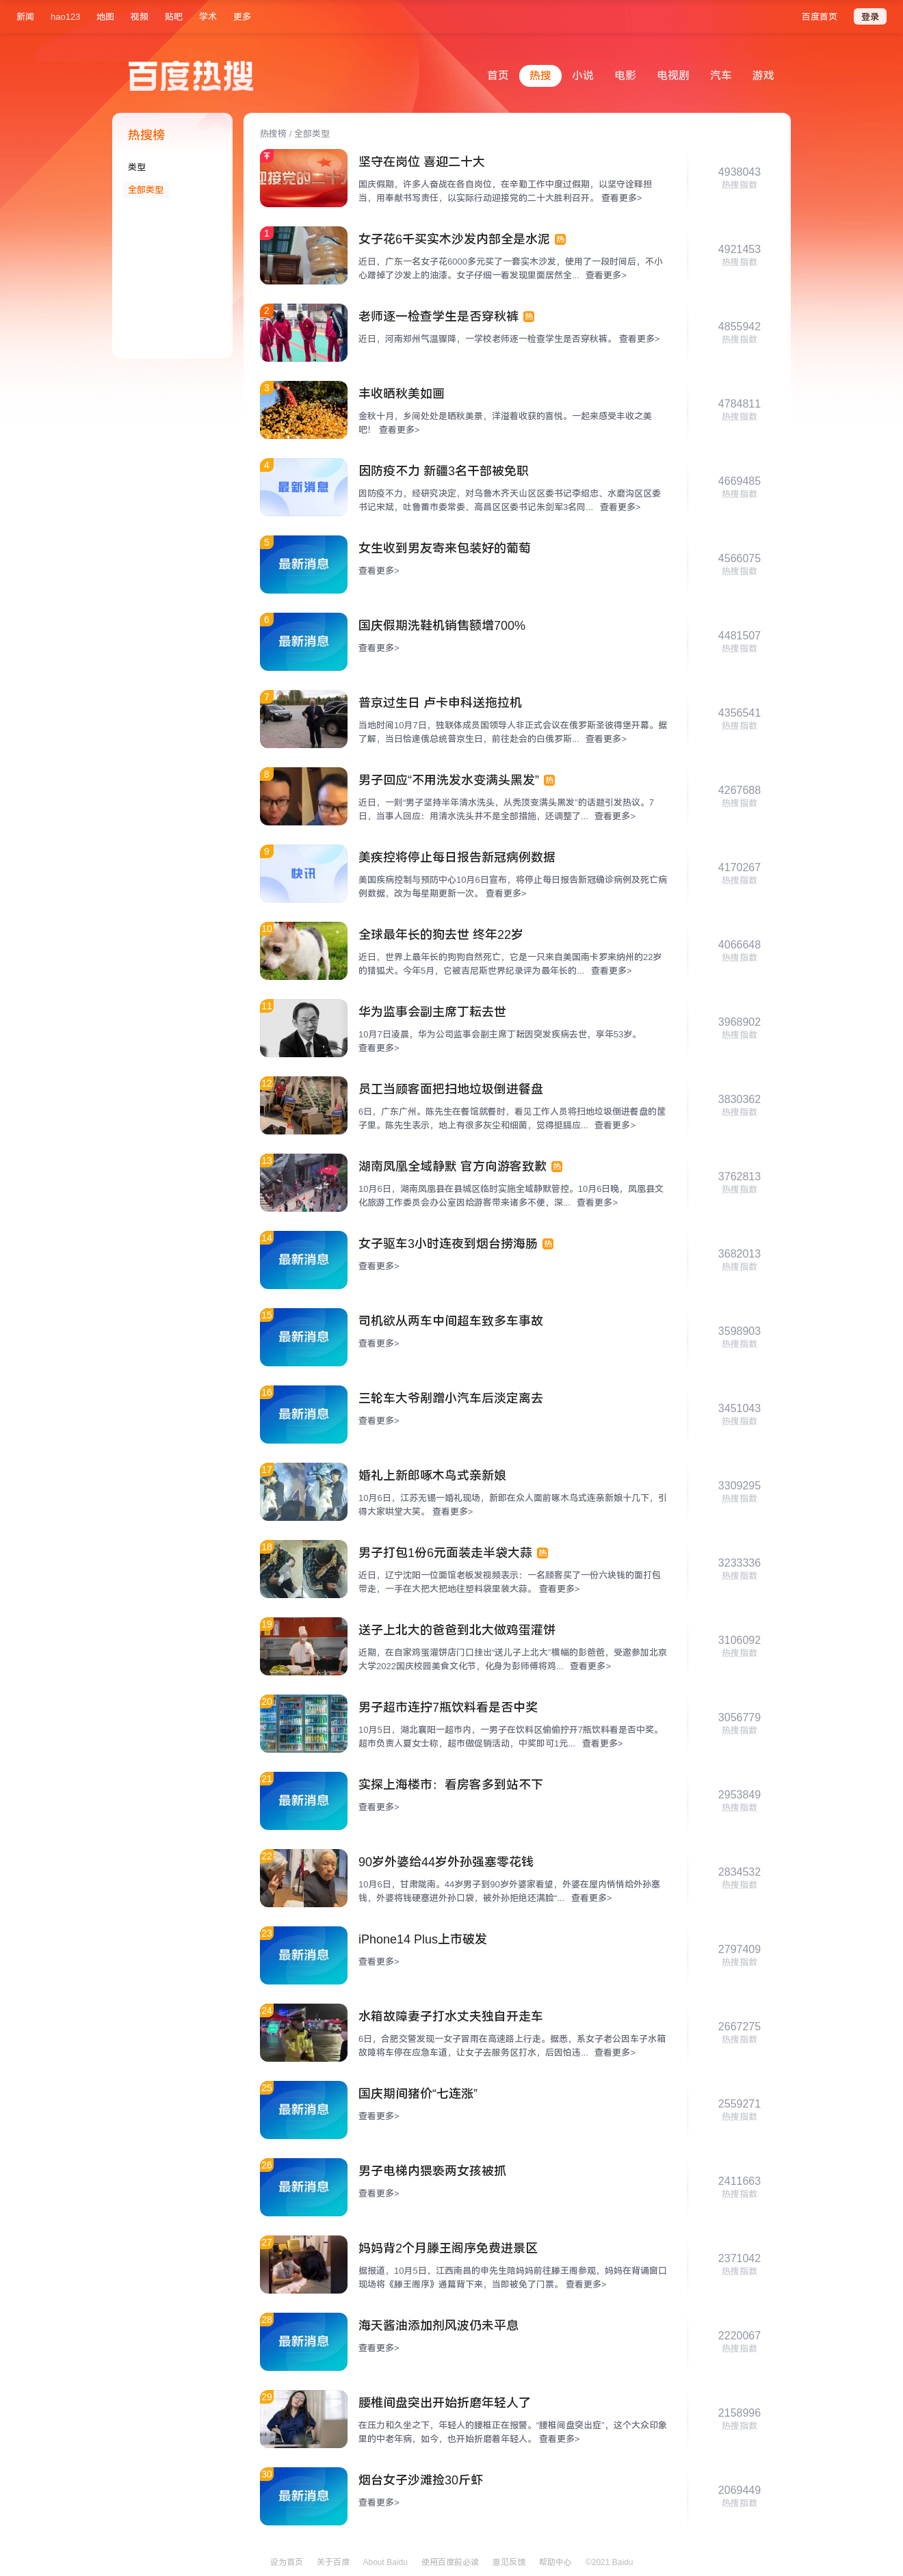 新闻 hao123 地图 视频 贴吧 学术 更多 百度首页 登录
百度热搜
首页 热搜 小说 电影 电视剧 汽车 游戏
热搜榜
类型
全部类型
热搜榜 / 全部类型
坚守在岗位 喜迎二十大
国庆假期，许多人奋战在各自岗位，在辛勤工作中度过假期，以坚守诠释担
当，用奉献书写责任，以实际行动迎接党的二十大胜利召开。 查看更多>
4938043
热搜指数
1
女子花6千买实木沙发内部全是水泥 热
近日，广东一名女子花6000多元买了一套实木沙发，使用了一段时间后，不小
心蹭掉了沙发上的油漆。女子仔细一看发现里面居然全... 查看更多>
4921453
热搜指数
2
老师逐一检查学生是否穿秋裤 热
近日，河南郑州气温骤降，一学校老师逐一检查学生是否穿秋裤。 查看更多>
4855942
热搜指数
3
丰收晒秋美如画
金秋十月，乡间处处是晒秋美景，洋溢着收获的喜悦。一起来感受丰收之美
吧！ 查看更多>
4784811
热搜指数
4
最新消息
因防疫不力 新疆3名干部被免职
因防疫不力，经研究决定，对乌鲁木齐天山区区委书记李绍忠、水磨沟区区委
书记宋斌，吐鲁番市委常委、高昌区区委书记朱剑军3名同... 查看更多>
4669485
热搜指数
5
最新消息
女生收到男友寄来包装好的葡萄
查看更多>
4566075
热搜指数
6
最新消息
国庆假期洗鞋机销售额增700%
查看更多>
4481507
热搜指数
7
普京过生日 卢卡申科送拖拉机
当地时间10月7日，独联体成员国领导人非正式会议在俄罗斯圣彼得堡开幕。据
了解，当日恰逢俄总统普京生日，前往赴会的白俄罗斯... 查看更多>
4356541
热搜指数
8
男子回应“不用洗发水变满头黑发” 热
近日，一则“男子坚持半年清水洗头，从秃顶变满头黑发”的话题引发热议。7
日，当事人回应：用清水洗头并不是全部措施，还调整了... 查看更多>
4267688
热搜指数
9
快讯
美疾控将停止每日报告新冠病例数据
美国疾病控制与预防中心10月6日宣布，将停止每日报告新冠确诊病例及死亡病
例数据，改为每星期更新一次。 查看更多>
4170267
热搜指数
10
全球最年长的狗去世 终年22岁
近日，世界上最年长的狗狗自然死亡，它是一只来自美国南卡罗来纳州的22岁
的猎狐犬。今年5月，它被吉尼斯世界纪录评为最年长的... 查看更多>
4066648
热搜指数
11
华为监事会副主席丁耘去世
10月7日凌晨，华为公司监事会副主席丁耘因突发疾病去世，享年53岁。
查看更多>
3968902
热搜指数
12
员工当顾客面把扫地垃圾倒进餐盘
6日，广东广州。陈先生在餐馆就餐时，看见工作人员将扫地垃圾倒进餐盘的筐
子里。陈先生表示，地上有很多灰尘和细菌，觉得挺膈应... 查看更多>
3830362
热搜指数
13
湖南凤凰全域静默 官方向游客致歉 热
10月6日，湖南凤凰县在县城区临时实施全域静默管控。10月6日晚，凤凰县文
化旅游工作委员会办公室因给游客带来诸多不便，深... 查看更多>
3762813
热搜指数
14
最新消息
女子驱车3小时连夜到烟台捞海肠 热
查看更多>
3682013
热搜指数
15
最新消息
司机欲从两车中间超车致多车事故
查看更多>
3598903
热搜指数
16
最新消息
三轮车大爷剐蹭小汽车后淡定离去
查看更多>
3451043
热搜指数
17
婚礼上新郎啄木鸟式亲新娘
10月6日，江苏无锡一婚礼现场，新郎在众人面前啄木鸟式连亲新娘十几下，引
得大家哄堂大笑。 查看更多>
3309295
热搜指数
18
男子打包1份6元面装走半袋大蒜 热
近日，辽宁沈阳一位面馆老板发视频表示：一名顾客买了一份六块钱的面打包
带走，一手在大把大把地往塑料袋里装大蒜。 查看更多>
3233336
热搜指数
19
送子上北大的爸爸到北大做鸡蛋灌饼
近期，在自家鸡蛋灌饼店门口挂出“送儿子上北大”横幅的彭爸爸，受邀参加北京
大学2022国庆校园美食文化节，化身为彭师傅将鸡... 查看更多>
3106092
热搜指数
20
男子超市连拧7瓶饮料看是否中奖
10月5日，湖北襄阳一超市内，一男子在饮料区偷偷拧开7瓶饮料看是否中奖。
超市负责人夏女士称，超市做促销活动，中奖即可1元... 查看更多>
3056779
热搜指数
21
最新消息
实探上海楼市：看房客多到站不下
查看更多>
2953849
热搜指数
22
90岁外婆给44岁外孙强塞零花钱
10月6日，甘肃陇南。44岁男子到90岁外婆家看望，外婆在屋内悄悄给外孙塞
钱，外婆将钱硬塞进外孙口袋，被外孙拒绝还满脸“... 查看更多>
2834532
热搜指数
23
最新消息
iPhone14 Plus上市破发
查看更多>
2797409
热搜指数
24
水箱故障妻子打水丈夫独自开走车
6日，合肥交警发现一女子冒雨在高速路上行走。据悉，系女子老公因车子水箱
故障将车停在应急车道，让女子去服务区打水，后因怕违... 查看更多>
2667275
热搜指数
25
最新消息
国庆期间猪价“七连涨”
查看更多>
2559271
热搜指数
26
最新消息
男子电梯内猥亵两女孩被抓
查看更多>
2411663
热搜指数
27
妈妈背2个月滕王阁序免费进景区
据报道，10月5日，江西南昌的申先生陪妈妈前往滕王阁参观，妈妈在背诵窗口
现场将《滕王阁序》通篇背下来，当即被免了门票。 查看更多>
2371042
热搜指数
28
最新消息
海天酱油添加剂风波仍未平息
查看更多>
2220067
热搜指数
29
腰椎间盘突出开始折磨年轻人了
在压力和久坐之下，年轻人的腰椎正在报警。“腰椎间盘突出症”，这个大众印象
里的中老年病，如今，也开始折磨着年轻人。 查看更多>
2158996
热搜指数
30
最新消息
烟台女子沙滩捡30斤虾
查看更多>
2069449
热搜指数
设为首页 关于百度 About Baidu 使用百度前必读 意见反馈 帮助中心 ©2021 Baidu